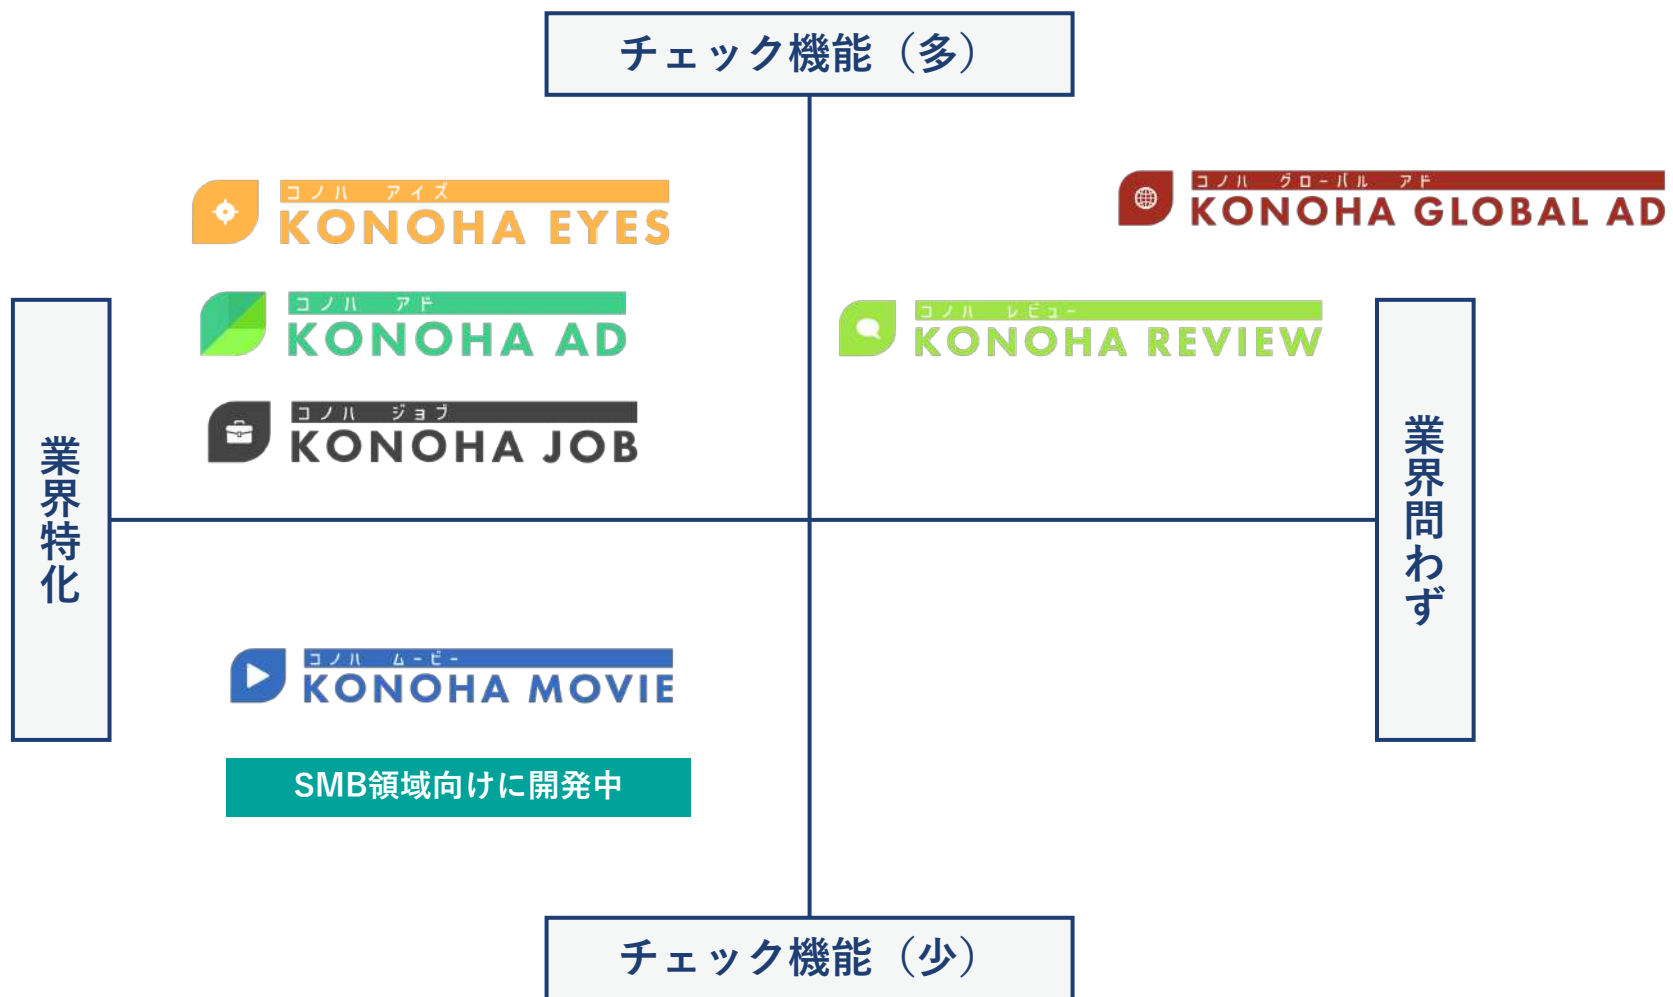 チェック機能（多）
コノハ アイズ
KONOHA EYES
コノハ グローバル アド
KONOHA GLOBAL AD
コノハ アド
KONOHA AD
コノハ レビュー
KONOHA REVIEW
コノハ ジョブ
KONOHA JOB
業界特化
業界問わず
コノハ ムービー
KONOHA MOVIE
SMB領域向けに開発中
チェック機能（少）